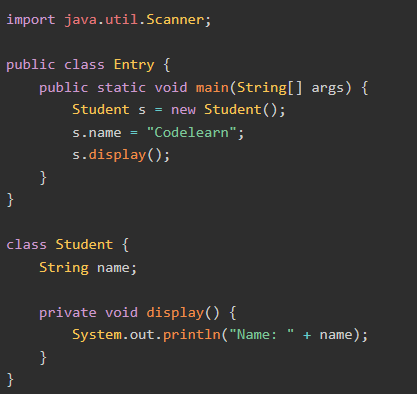 import java.util.Scanner;

public class Entry {
    public static void main(String[] args) {
        Student s = new Student();
        s.name = "Codelearn";
        s.display();
    }
}

class Student {
    String name;

    private void display() {
        System.out.println("Name: " + name);
    }
}